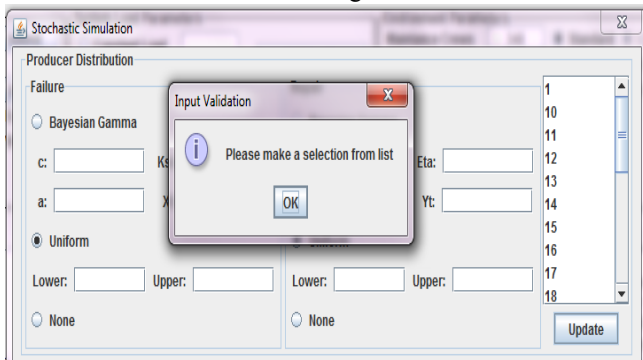 Stochastic Simulation
Producer Distribution
Failure
Bayesian Gamma
c:
a:
Uniform
Lower: Upper:
None
Input Validation
Please make a selection from list
OK
Eta:
Yt:
Uniform
Lower: Upper:
None
1
10
11
12
13
14
15
16
17
18
Update